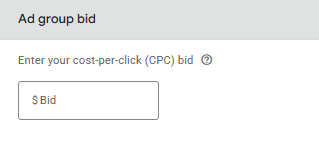 Ad group bid
Enter your cost-per-click (CPC) bid ?
$ Bid